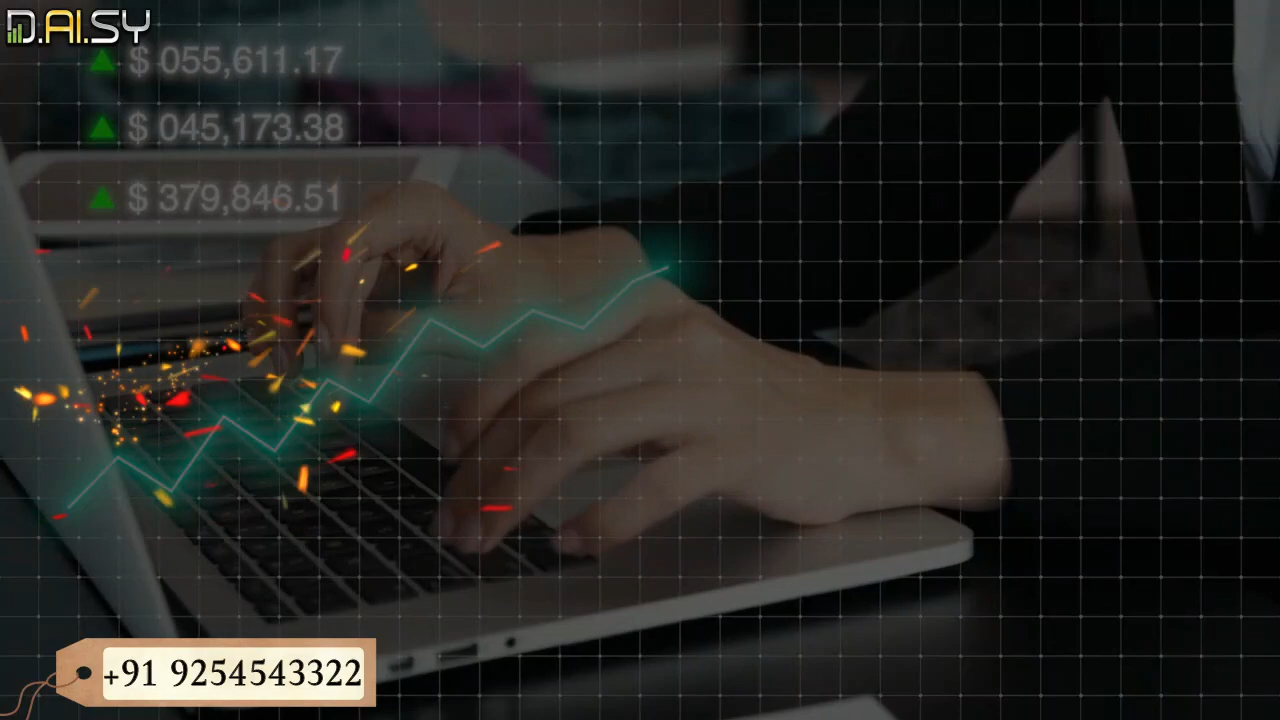 D.AI.SY
$ 055,611.17
$ 045,173.38
$ 379,846.51
+91 9254543322